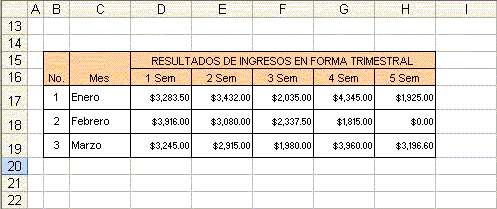 A B C D E F G H I
13
14
15 RESULTADOS DE INGRESOS EN FORMA TRIMESTRAL
16 No. Mes 1 Sem 2 Sem 3 Sem 4 Sem 5 Sem
17 1 Enero $3,283.50 $3,432.00 $2,035.00 $4,345.00 $1,925.00
18 2 Febrero $3,916.00 $3,080.00 $2,337.50 $1,815.00 $0.00
19 3 Marzo $3,245.00 $2,915.00 $1,980.00 $3,960.00 $3,196.60
20
21
22